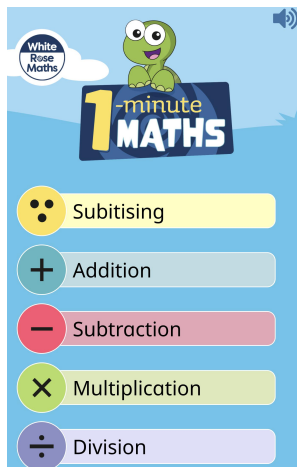 White
Rose
Maths
1-minute
MATHS
Subitising
+ Addition
− Subtraction
× Multiplication
÷ Division